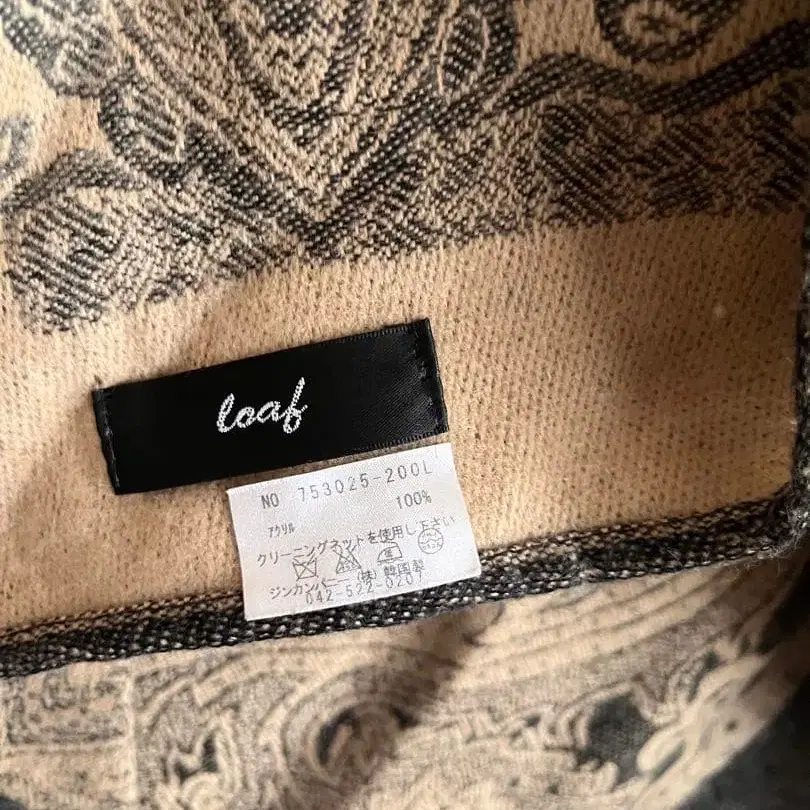 loaf
NO 753025-200L
アクリル 100%
クリーニングネットを使用し下さい
ジンカンパニー(株) 韓国製
042-522-0201